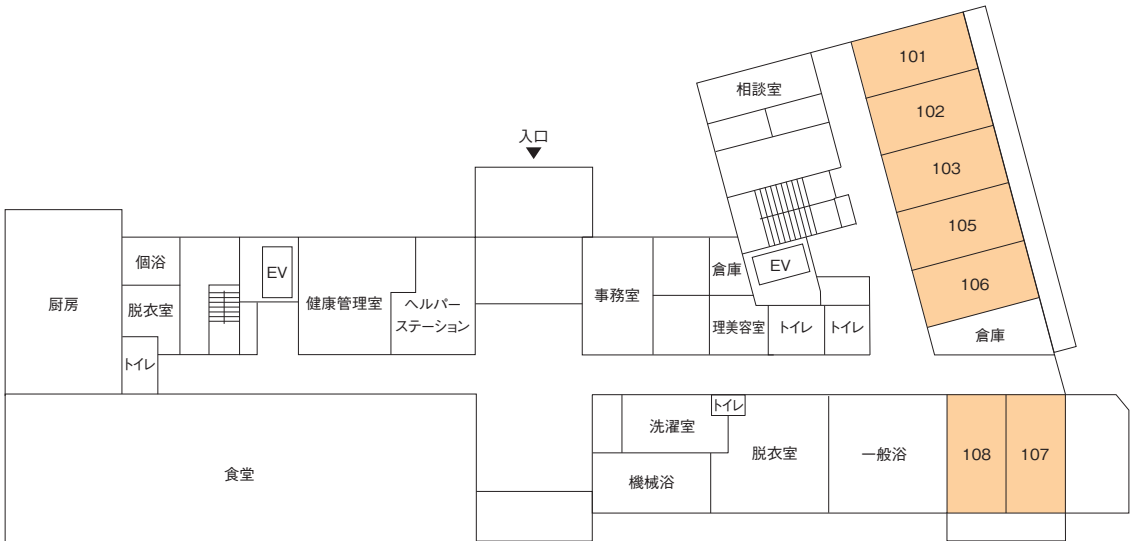 101
相談室
102
入口
103
105
個浴
EV
倉庫
EV
106
厨房
健康管理室
ヘルパー
ステーション
事務室
脱衣室
理美容室
トイレ
トイレ
倉庫
トイレ
トイレ
洗濯室
食堂
機械浴
脱衣室
一般浴
108
107